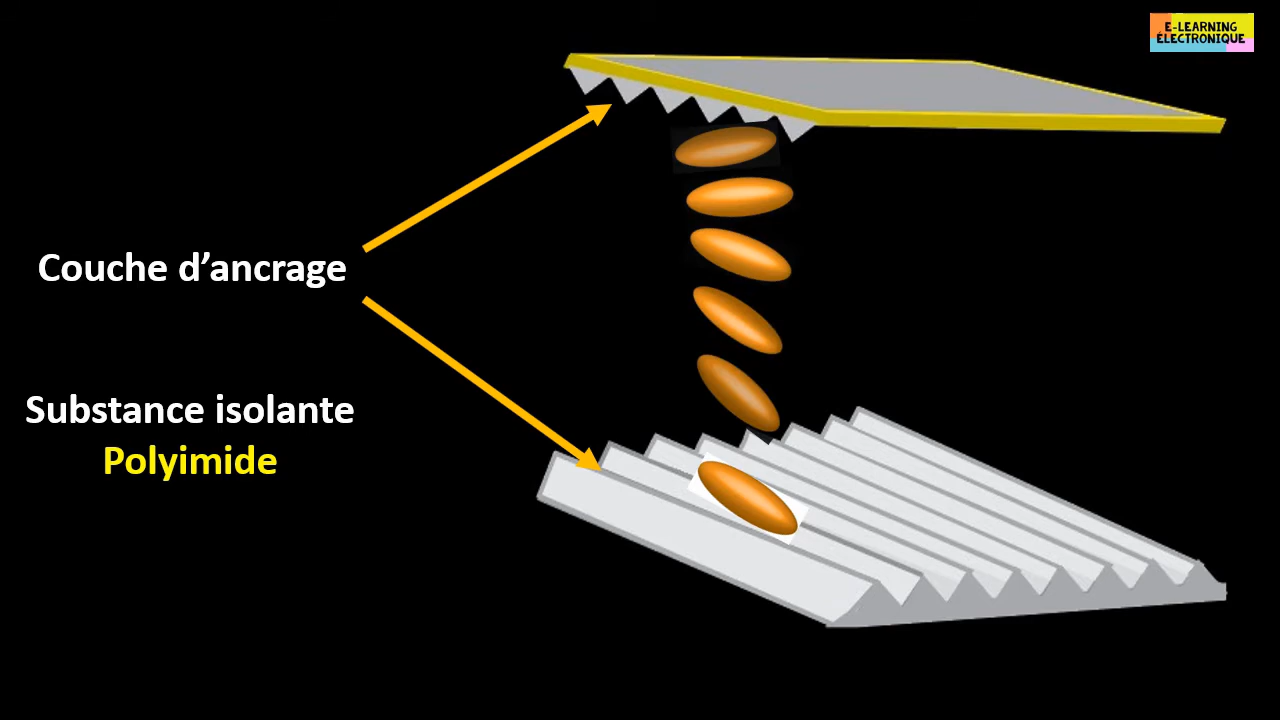 E-LEARNING
ÉLECTRONIQUE
Couche d’ancrage
Substance isolante
Polyimide